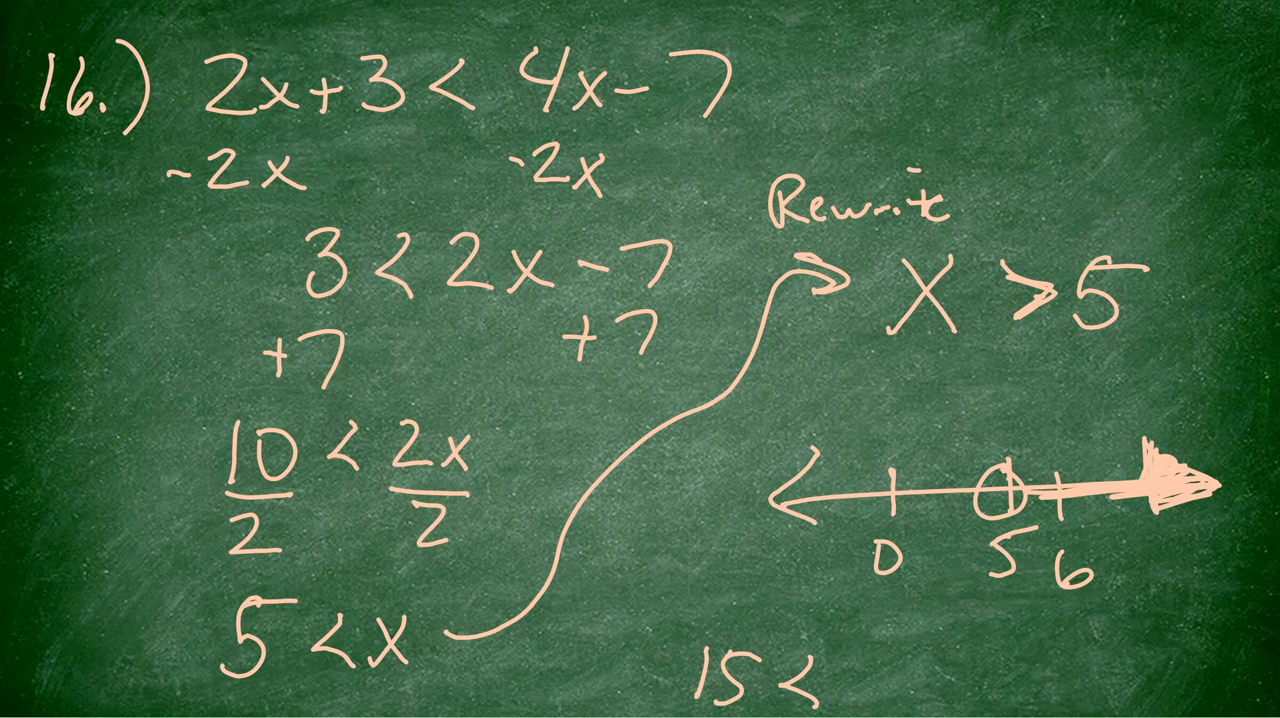 16.) 2x+3 < 4x-7
-2x -2x
3 < 2x-7
+7 +7
10 < 2x
2 2
5 < x
Rewrite
X > 5
0 5 6
15 <